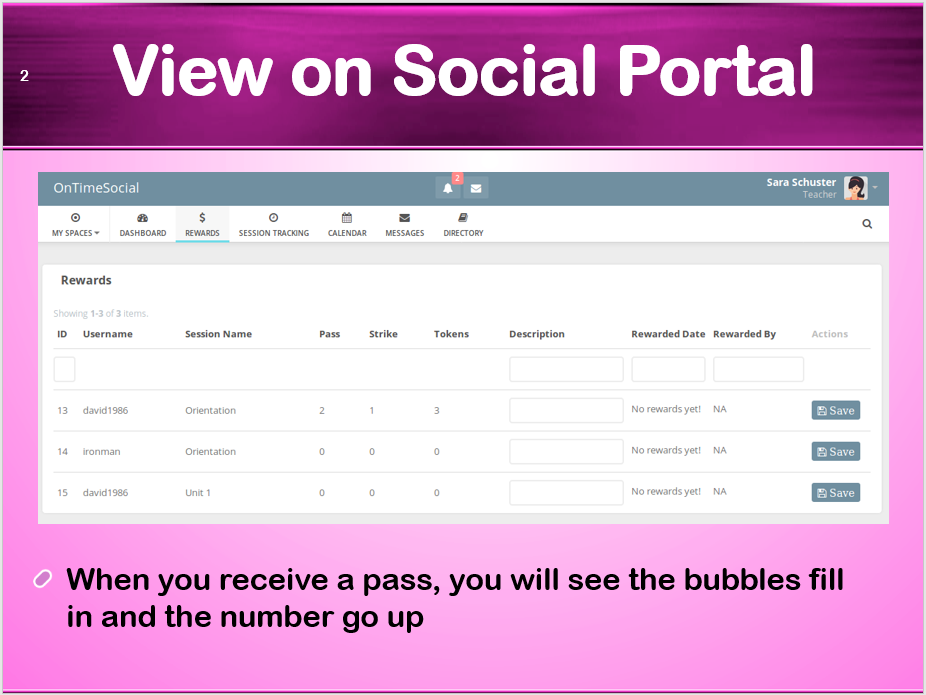 2
View on Social Portal
OnTimeSocial
2
Sara Schuster
Teacher
MY SPACES DASHBOARD REWARDS SESSION TRACKING CALENDAR MESSAGES DIRECTORY
Rewards
Showing 1-3 of 3 items.
ID Username Session Name Pass Strike Tokens Description Rewarded Date Rewarded By Actions
13 david1986 Orientation 2 1 3 No rewards yet! NA Save
14 ironman Orientation 0 0 0 No rewards yet! NA Save
15 david1986 Unit 1 0 0 0 No rewards yet! NA Save
When you receive a pass, you will see the bubbles fill
in and the number go up